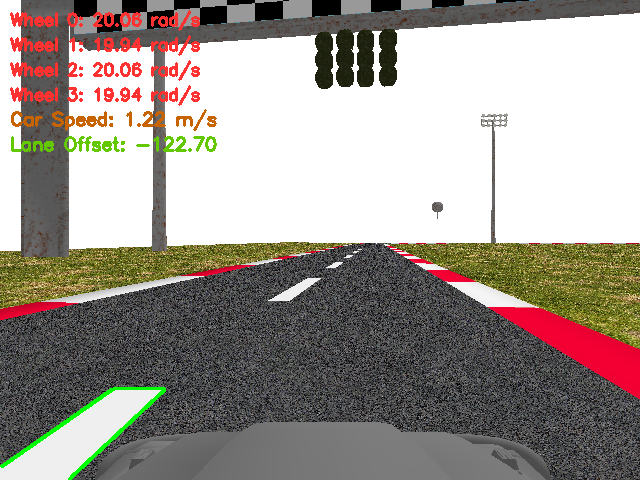 Wheel 0: 20.06 rad/s
Wheel 1: 19.94 rad/s
Wheel 2: 20.06 rad/s
Wheel 3: 19.94 rad/s
Car Speed: 1.22 m/s
Lane Offset: -122.70